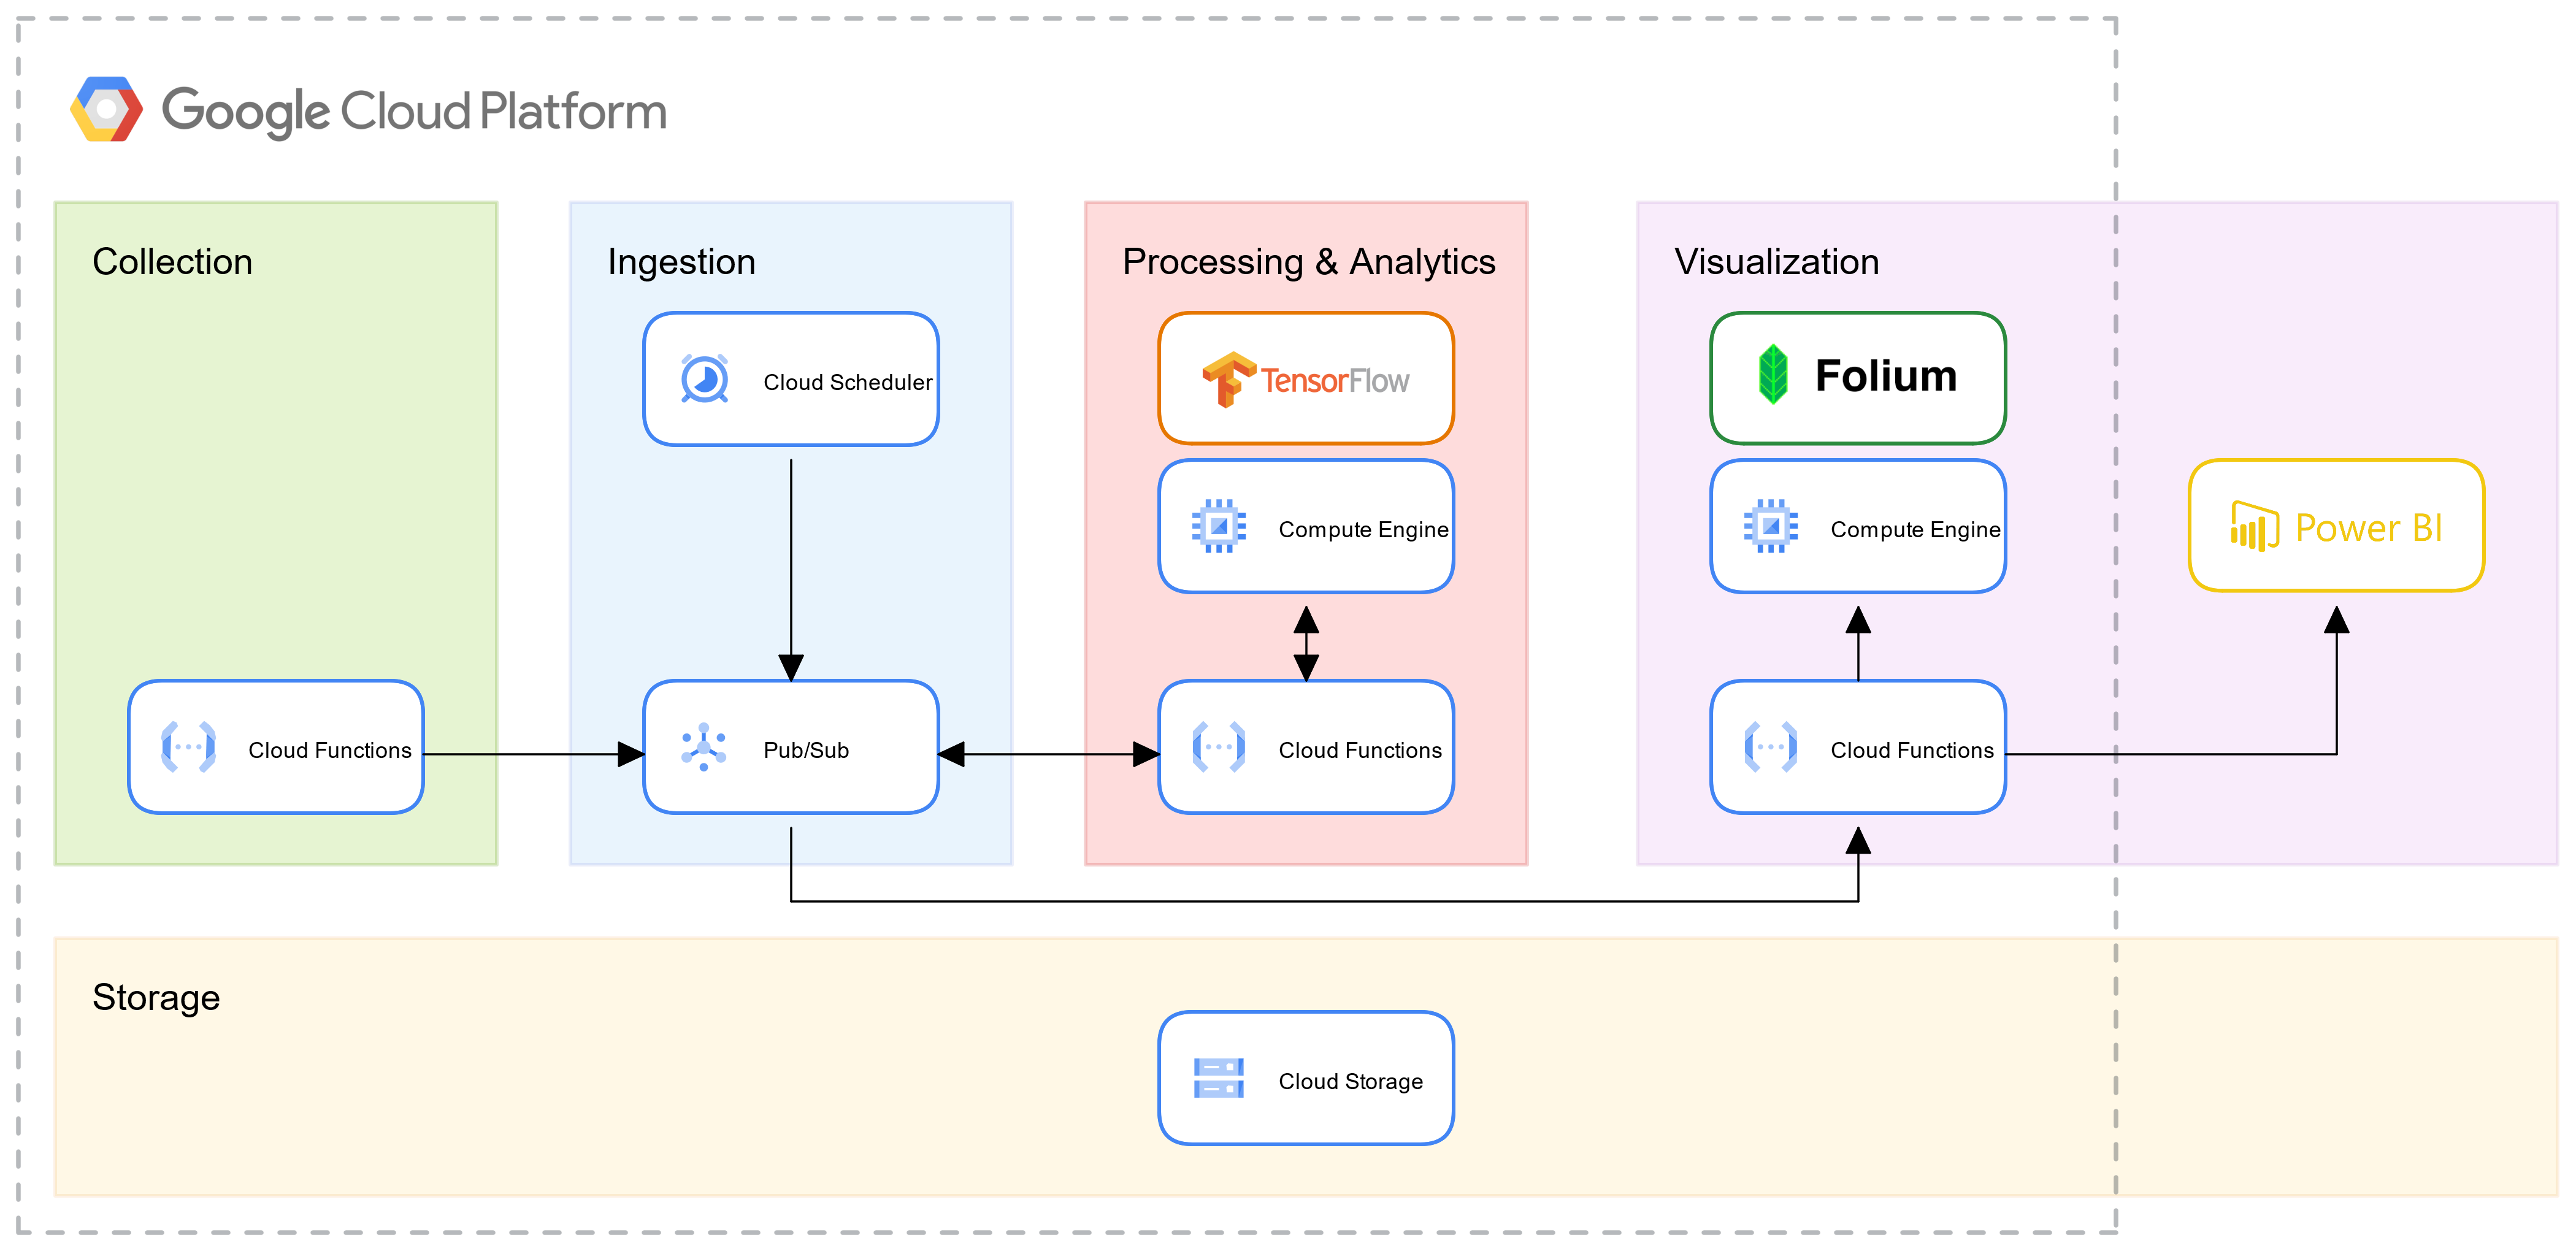 Google Cloud Platform
Collection
Cloud Functions
Ingestion
Cloud Scheduler
Pub/Sub
Processing & Analytics
TensorFlow
Compute Engine
Cloud Functions
Visualization
Folium
Compute Engine
Cloud Functions
Power BI
Storage
Cloud Storage